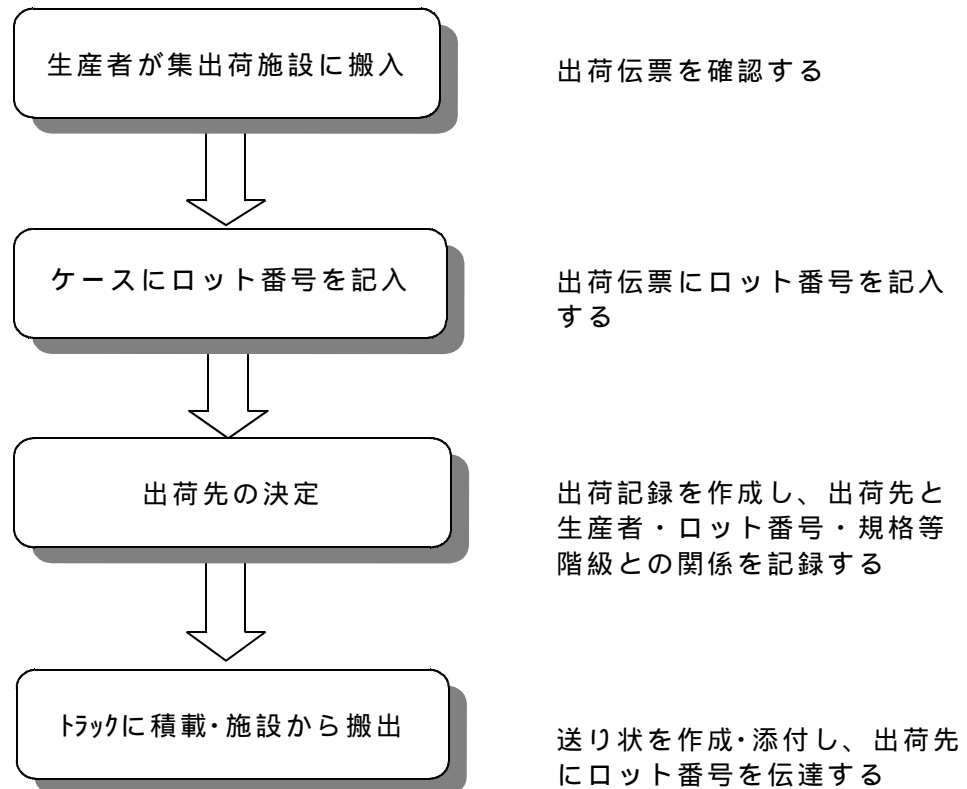 生産者が集出荷施設に搬入
出荷伝票を確認する
ケースにロット番号を記入
出荷伝票にロット番号を記入
する
出荷先の決定
出荷記録を作成し、出荷先と
生産者・ロット番号・規格等
階級との関係を記録する
ﾄﾗｯｸに積載･施設から搬出
送り状を作成･添付し、出荷先
にロット番号を伝達する